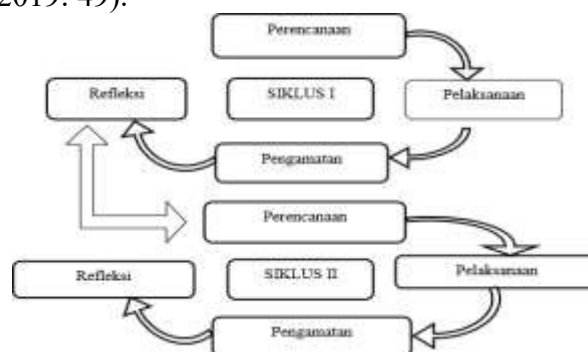 2019: 49).
Perencanaan
Refleksi
SIKLUS I
Pelaksanaan
Pengamatan
Perencanaan
Refleksi
SIKLUS II
Pelaksanaan
Pengamatan